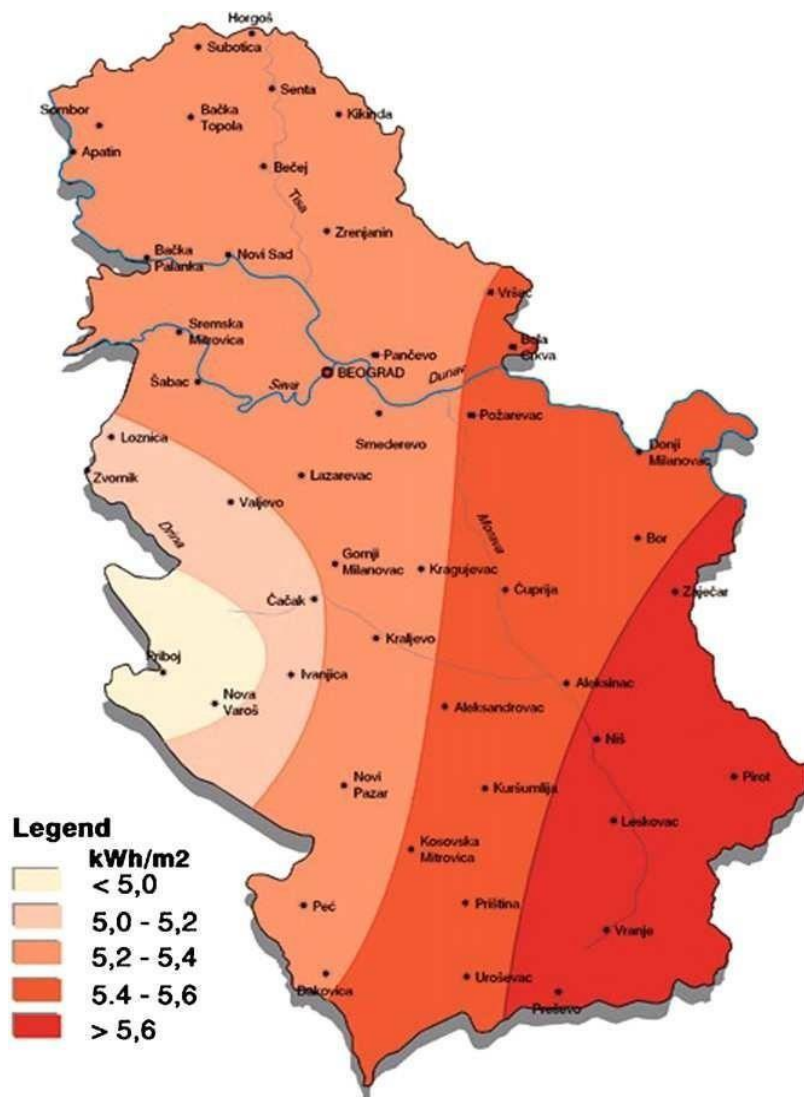 Horgoš
Subotica
Senta
Sombor
Bačka
Topola
Kikinda
Apatin
Bečej
Tisa
Zrenjanin
Bačka
Palanka
Novi Sad
Vršec
Sremska
Mitrovica
Bela
Crkva
Pančevo
BEOGRAD
Dunav
Šabac
Sava
Požarevac
Smederevo
Loznica
Donji
Milanovac
Zvornik
Lazarevac
Valjevo
Drina
Morava
Bor
Gornji
Milanovac
Kragujevac
Čačak
Ćuprija
Zaječar
Kraljevo
Priboj
Ivanjica
Aleksinac
Nova
Varoš
Aleksandrovac
Niš
Novi
Pazar
Kuršumlija
Pirot
Leskovac
Kosovska
Mitrovica
Peć
Priština
Vranje
Đakovica
Uroševac
Preševo
Legend
kWh/m2
< 5,0
5,0 - 5,2
5,2 - 5,4
5.4 - 5,6
> 5,6